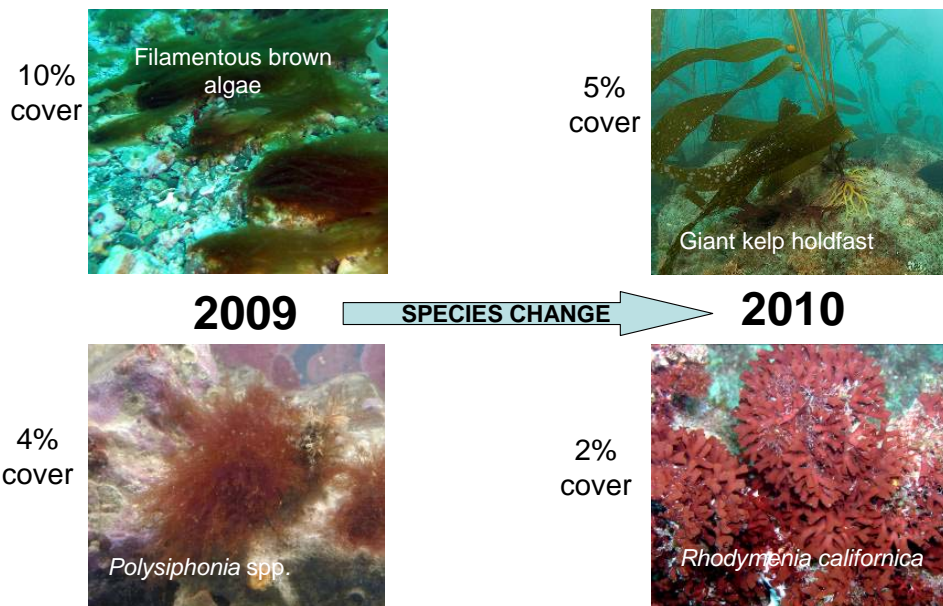 10%
cover
Filamentous brown
algae
5%
cover
Giant kelp holdfast
2009
SPECIES CHANGE
2010
4%
cover
Polysiphonia spp.
2%
cover
Rhodymenia californica